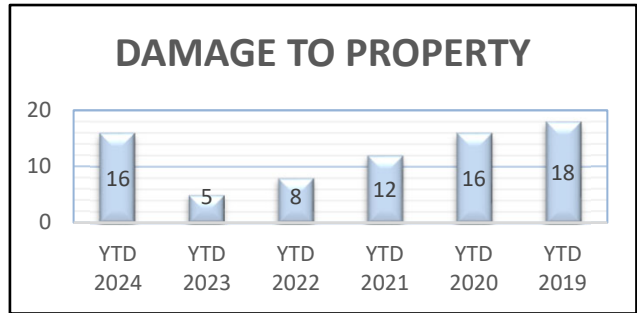 DAMAGE TO PROPERTY
20
10
0
16
5
8
12
16
18
YTD 2024
YTD 2023
YTD 2022
YTD 2021
YTD 2020
YTD 2019